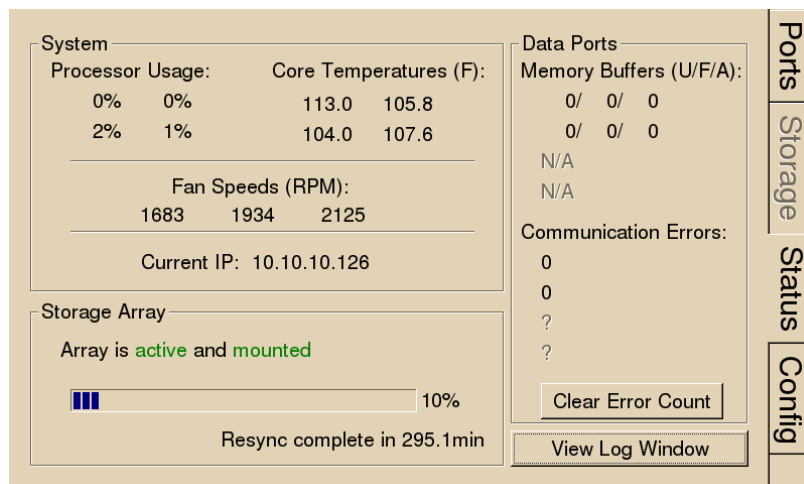 System
Processor Usage:
0% 0%
2% 1%
Core Temperatures (F):
113.0 105.8
104.0 107.6
Fan Speeds (RPM):
1683 1934 2125
Current IP: 10.10.10.126
Storage Array
Array is active and mounted
10%
Resync complete in 295.1min
Data Ports
Memory Buffers (U/F/A):
0/ 0/ 0
0/ 0/ 0
N/A
N/A
Communication Errors:
0
0
?
?
Clear Error Count
View Log Window
Ports
Storage
Status
Config